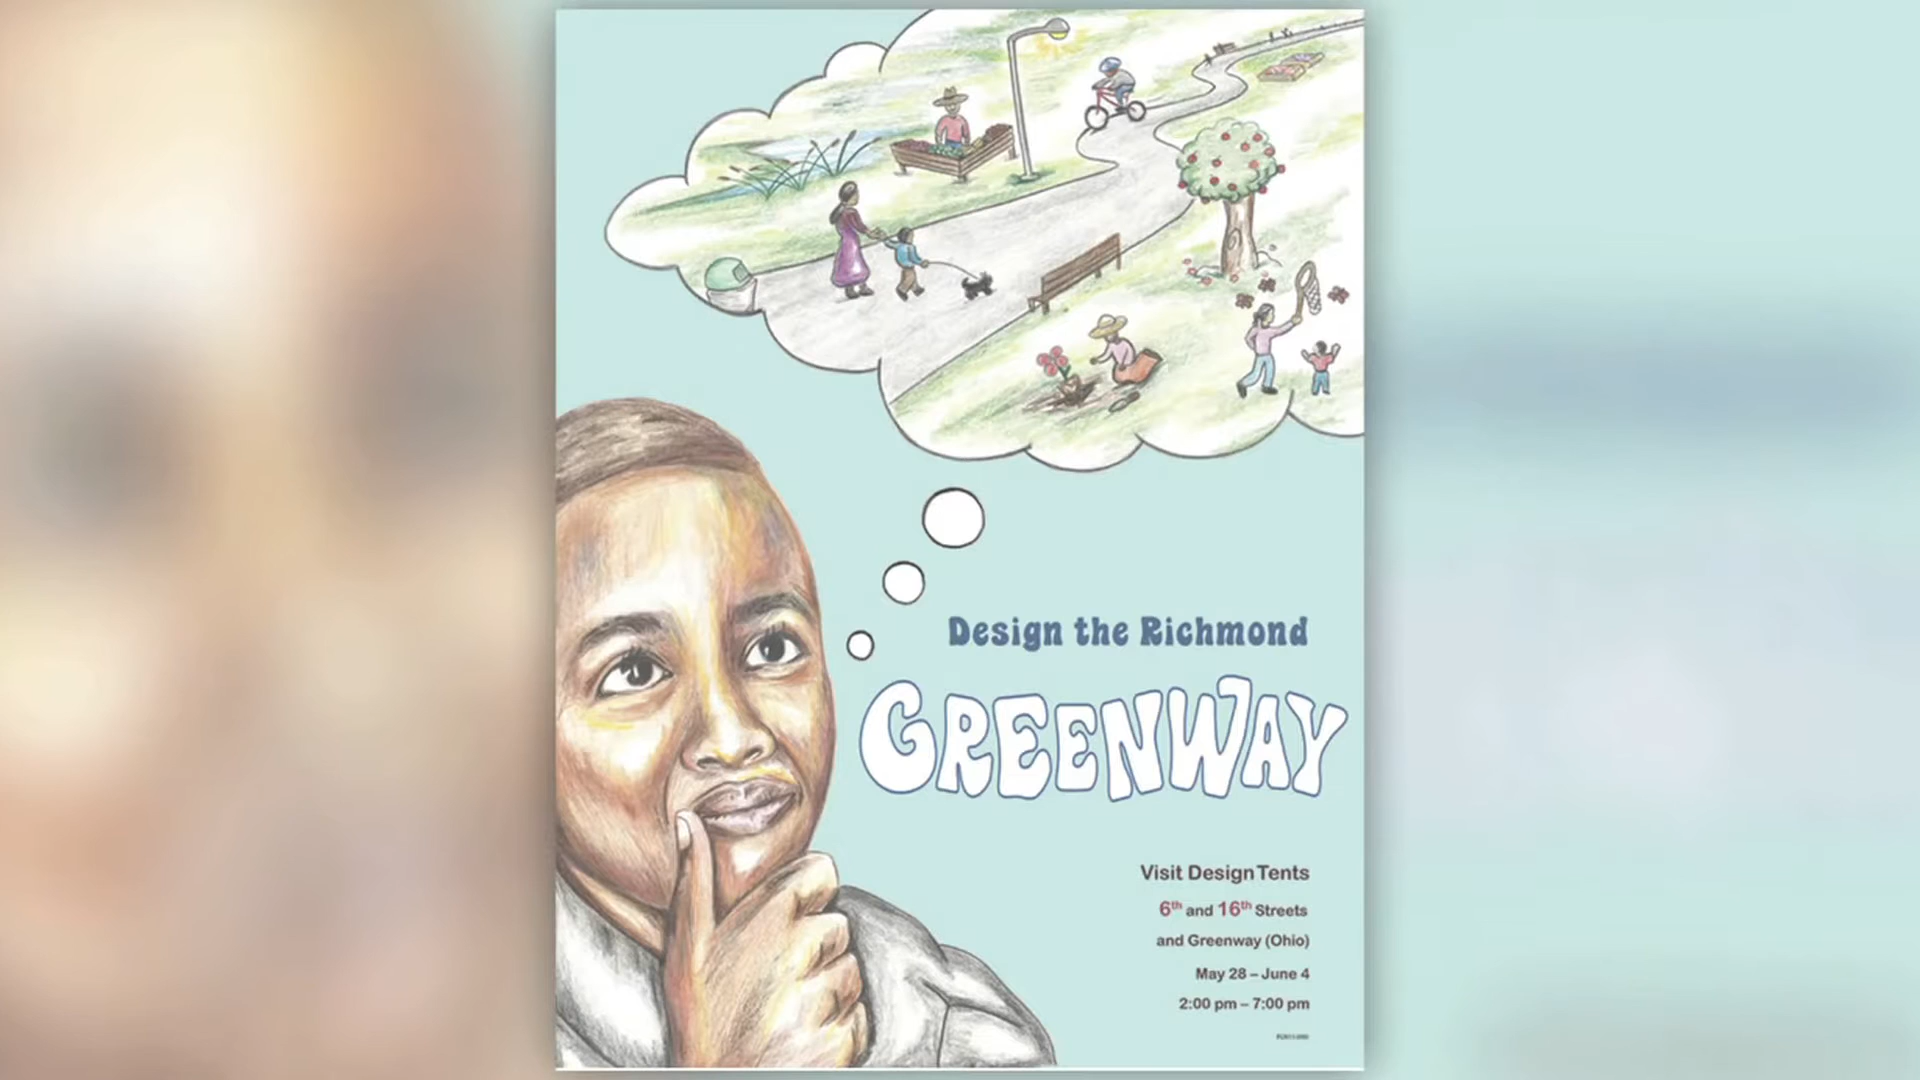 Design the Richmond
GREENWAY
Visit Design Tents
6th and 16th Streets
and Greenway (Ohio)
May 28 – June 4
2:00 pm – 7:00 pm